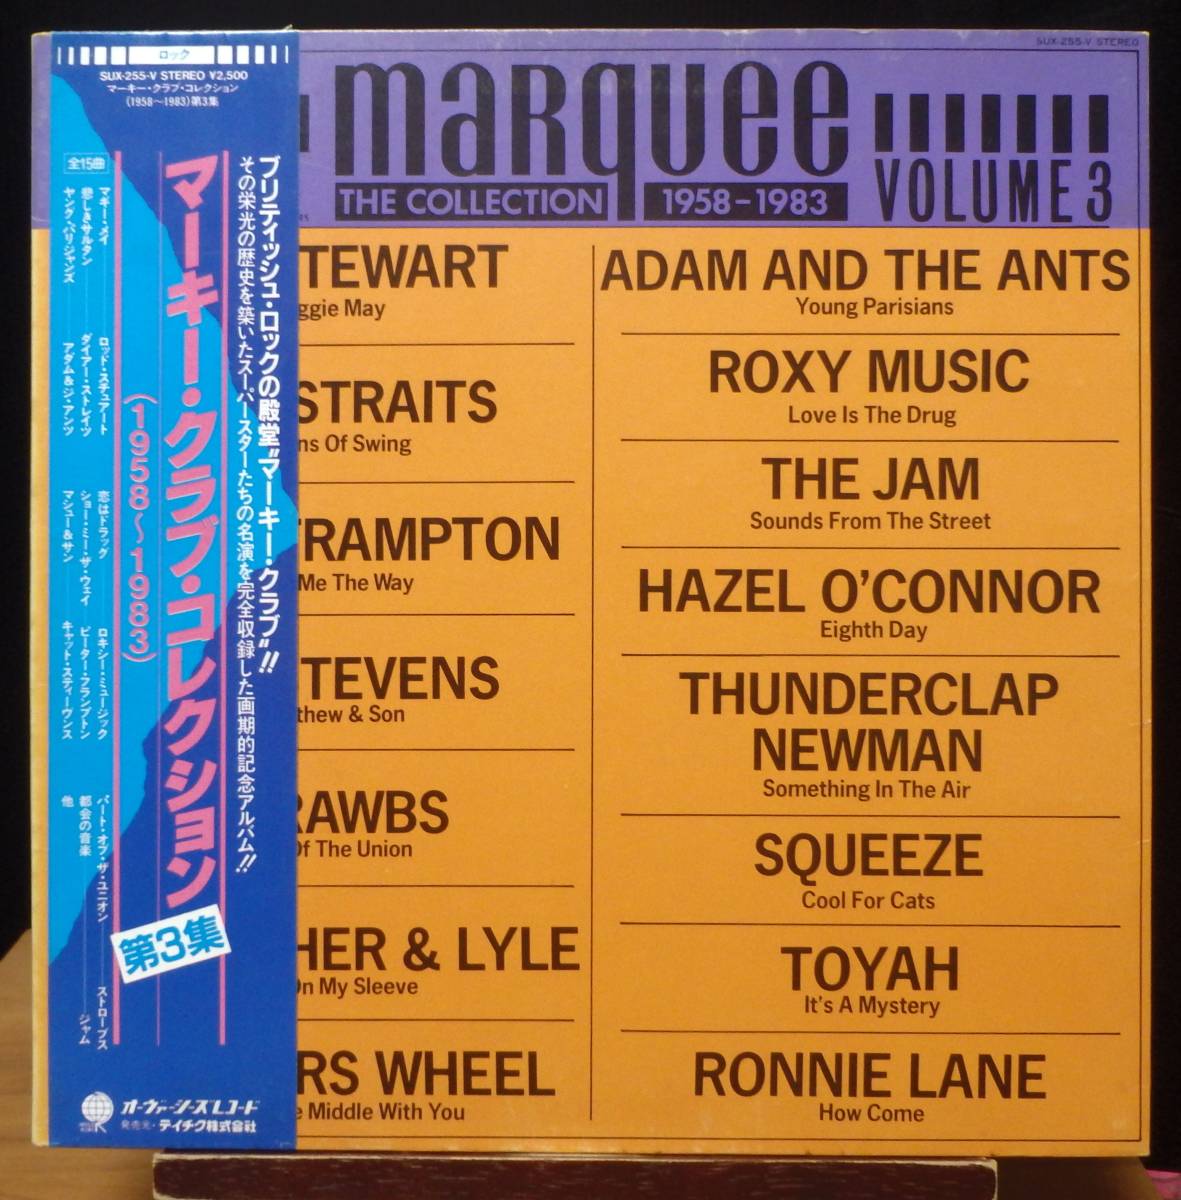 ロック
SUX-255-V STEREO ¥2,500
マーキー・クラブ・コレクション
(1958〜1983)第3集
ブリティッシュ・ロックの殿堂“マーキー・クラブ”!!
その栄光の歴史を築いたスーパースターたちの名演を完全収録した画期的記念アルバム!!
マーキー・クラブ・コレクション
(1958〜1983)
第3集
全15曲
マギー・メイ ロッド・スチュアート 恋はドラッグ ロキシー・ミュージック パート・オブ・ザ・ユニオン ストローブス
悲しきサルタン ダイアー・ストレイツ ショー・ミー・ザ・ウェイ ピーター・フランプトン 都会の音楽 ジャム
ヤング・パリジャンズ アダム&ジ・アンツ マシュー&サン キャット・スティーヴンス 他
オーヴァーシーズレコード
発売元・テイチク株式会社
SUX-255-V STEREO
marquee
THE COLLECTION 1958-1983
VOLUME 3
TEWART
ggie May
STRAITS
ns Of Swing
RAMPTON
Me The Way
TEVENS
thew & Son
RAWBS
Of The Union
HER & LYLE
On My Sleeve
RS WHEEL
e Middle With You
ADAM AND THE ANTS
Young Parisians
ROXY MUSIC
Love Is The Drug
THE JAM
Sounds From The Street
HAZEL O'CONNOR
Eighth Day
THUNDERCLAP
NEWMAN
Something In The Air
SQUEEZE
Cool For Cats
TOYAH
It's A Mystery
RONNIE LANE
How Come